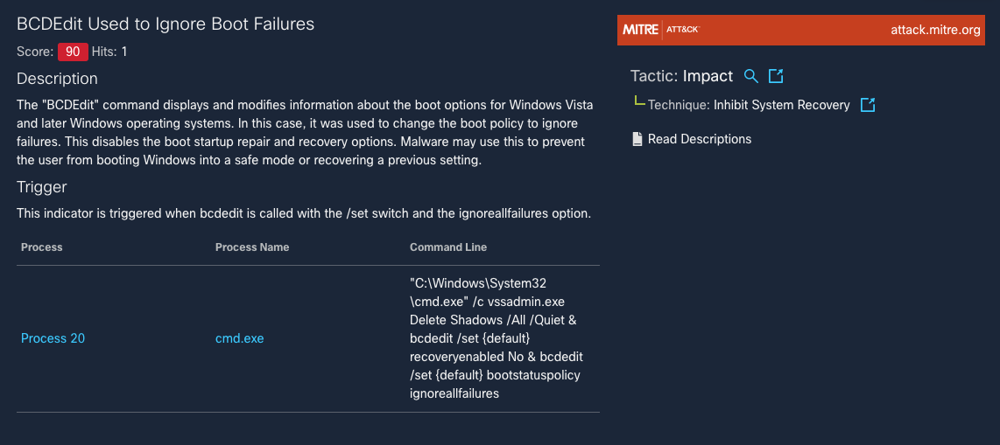 BCDEdit Used to Ignore Boot Failures
Score: 90 Hits: 1
Description
The "BCDEdit" command displays and modifies information about the boot options for Windows Vista
and later Windows operating systems. In this case, it was used to change the boot policy to ignore
failures. This disables the boot startup repair and recovery options. Malware may use this to prevent
the user from booting Windows into a safe mode or recovering a previous setting.
Trigger
This indicator is triggered when bcdedit is called with the /set switch and the ignoreallfailures option.
Process Process Name Command Line
Process 20 cmd.exe
"C:\Windows\System32
\cmd.exe" /c vssadmin.exe
Delete Shadows /All /Quiet &
bcdedit /set {default}
recoveryenabled No & bcdedit
/set {default} bootstatuspolicy
ignoreallfailures
MITRE ATT&CK™ attack.mitre.org
Tactic: Impact
Technique: Inhibit System Recovery
Read Descriptions